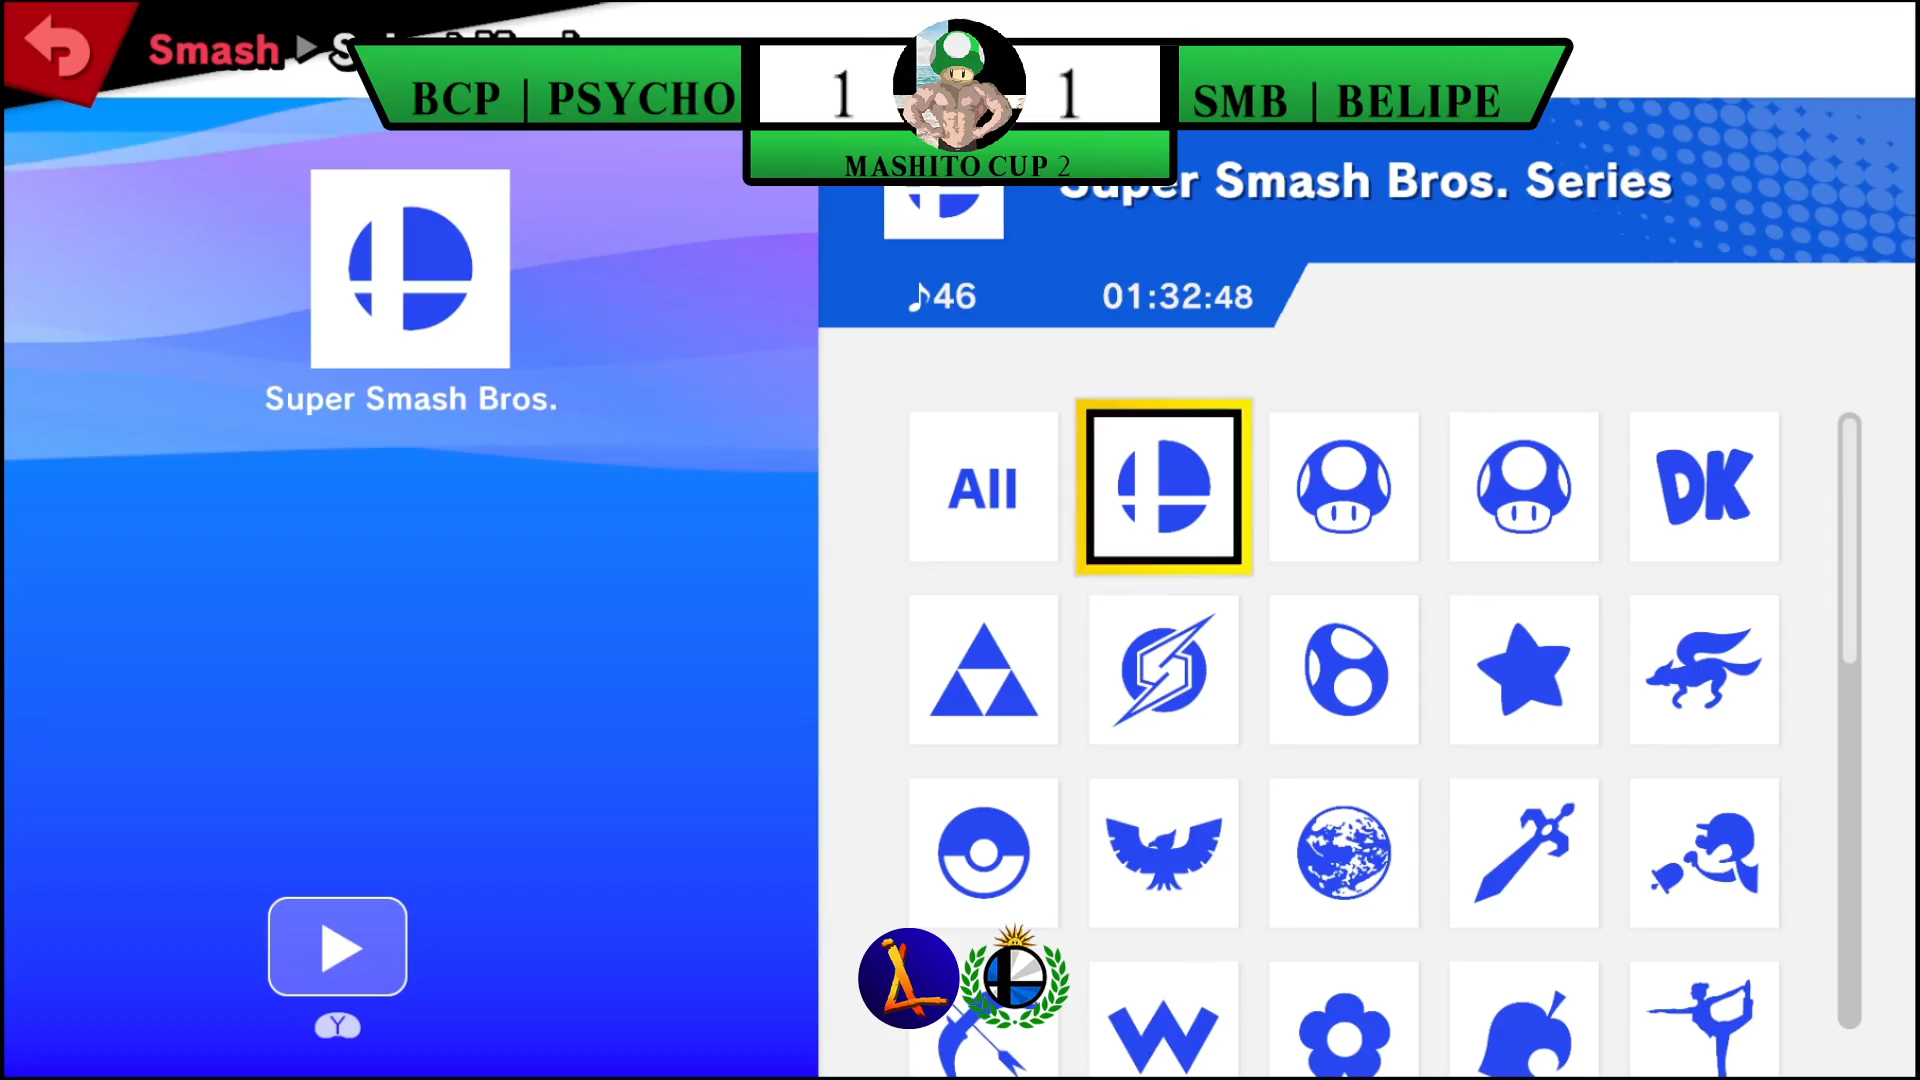 Smash
BCP | PSYCHO
1
1
SMB | BELIPE
MASHITO CUP 2
Super Smash Bros. Series
♪46
01:32:48
Super Smash Bros.
All
DK
Y